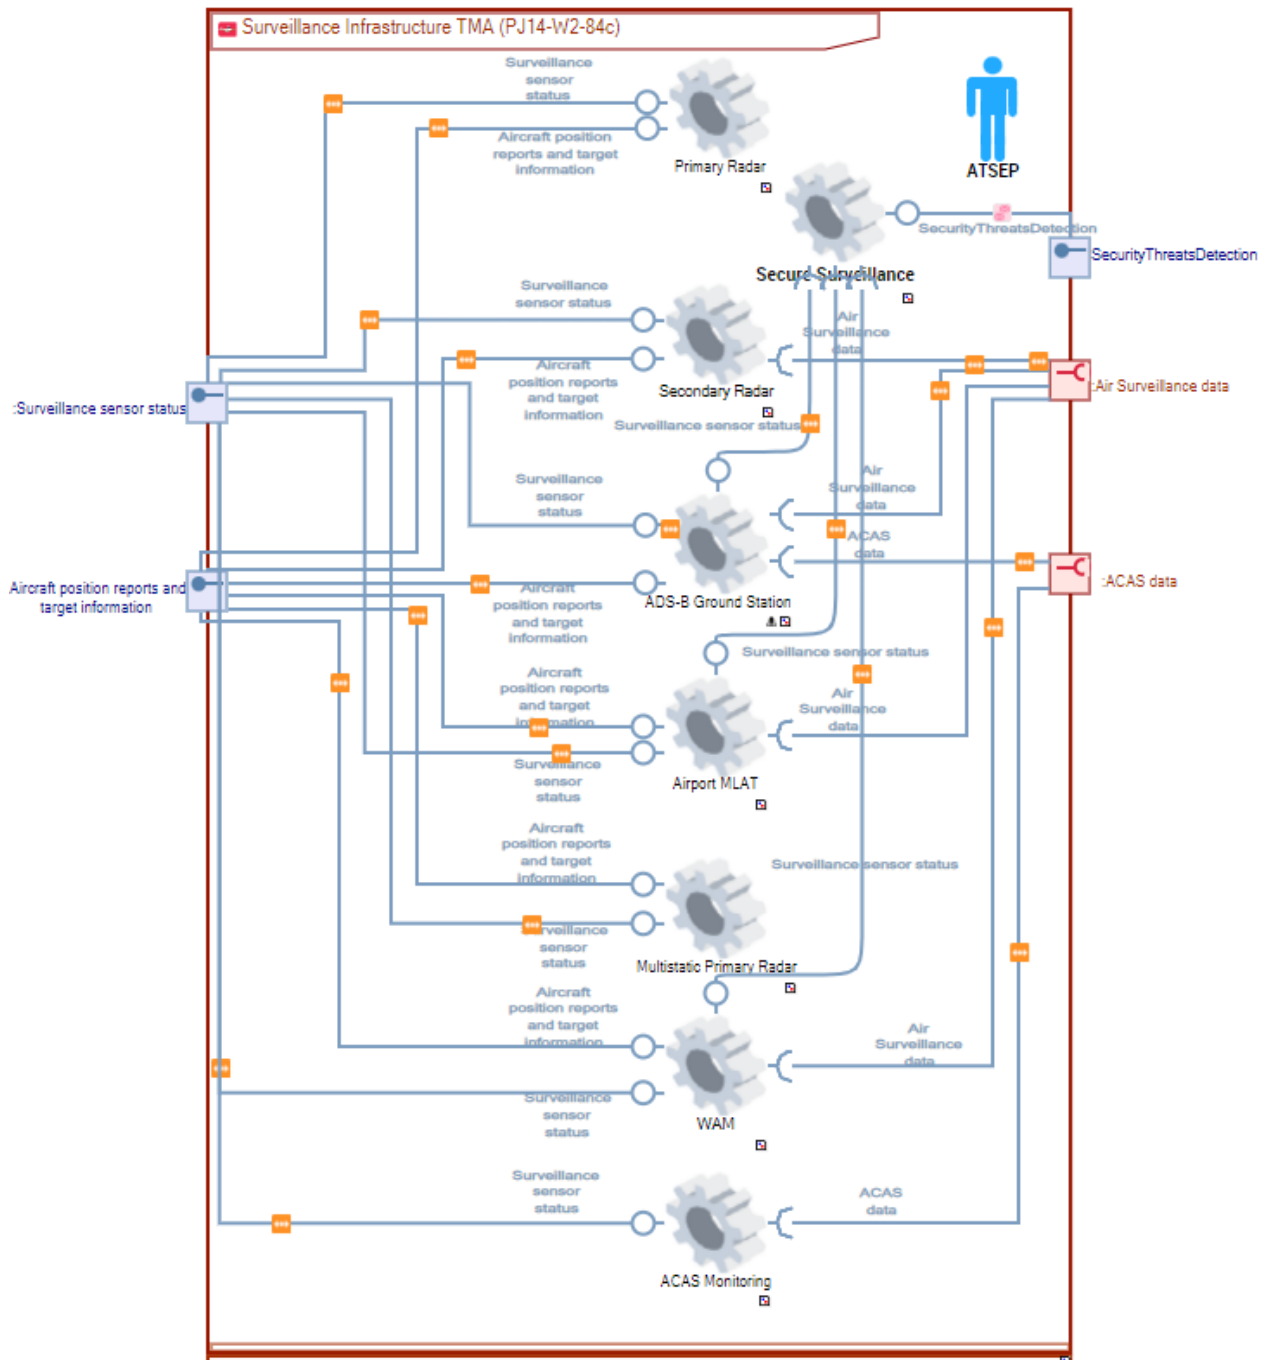 Surveillance Infrastructure TMA (PJ14-W2-84c)
Surveillance
sensor
status
Aircraft position
reports and target
information
Primary Radar
ATSEP
SecurityThreatsDetection
SecurityThreatsDetection
Secure Surveillance
Surveillance
sensor status
Air
Surveillance
data
Aircraft
position reports
and target
information
Secondary Radar
:Air Surveillance data
:Surveillance sensor status
Surveillance sensor status
Surveillance
sensor
status
Air
Surveillance
data
ACAS
data
:ACAS data
Aircraft position reports and
target information
Aircraft
position reports
and target
information
ADS-B Ground Station
Surveillance sensor status
Aircraft
position reports
and target
information
Air
Surveillance
data
Surveillance
sensor
status
Airport MLAT
Aircraft
position reports
and target
information
Surveillance sensor status
Surveillance
sensor
status
Multistatic Primary Radar
Aircraft
position reports
and target
information
Air
Surveillance
data
Surveillance
sensor
status
WAM
Surveillance
sensor
status
ACAS
data
ACAS Monitoring